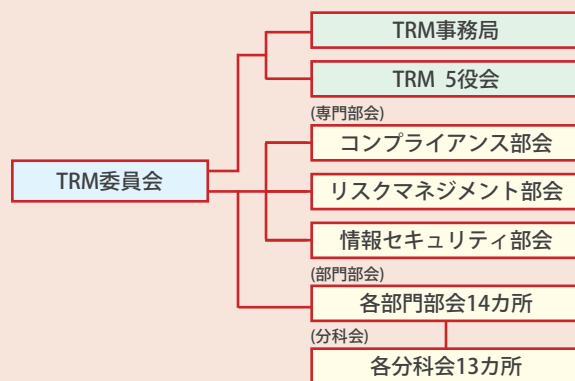 TRM事務局
TRM 5役会
(専門部会)
コンプライアンス部会
TRM委員会
リスクマネジメント部会
情報セキュリティ部会
(部門部会)
各部門部会14カ所
(分科会)
各分科会13カ所